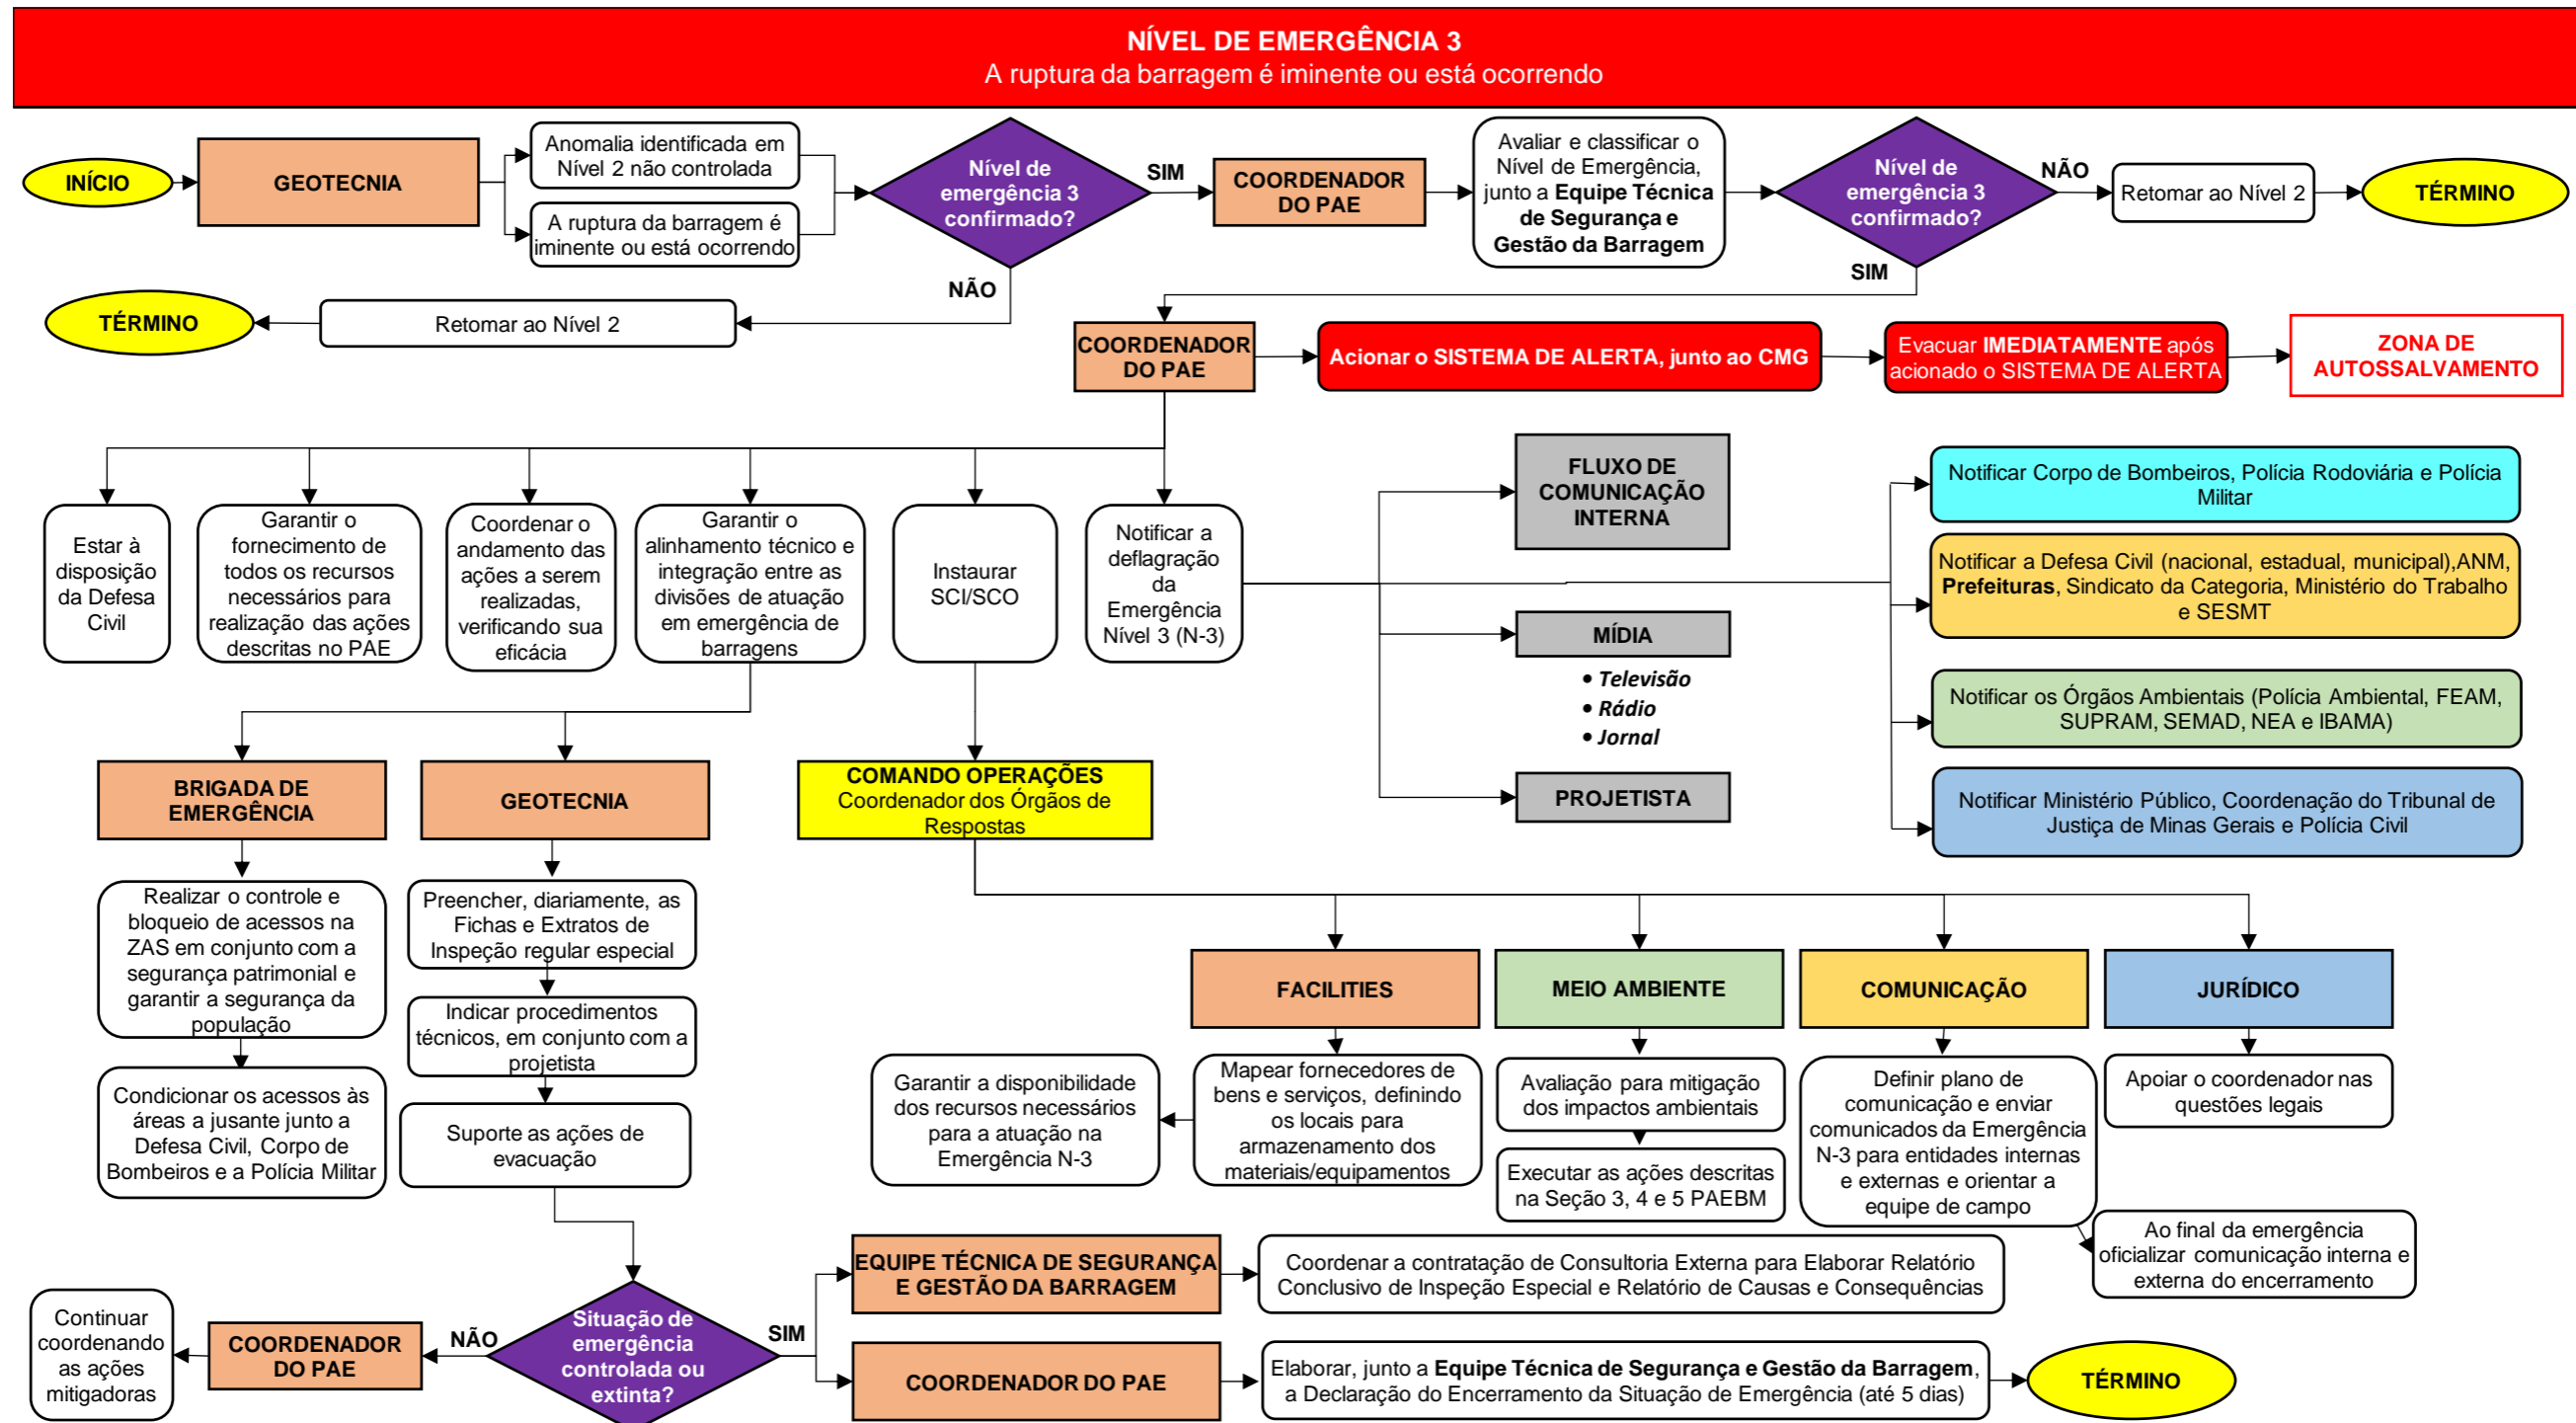 NÍVEL DE EMERGÊNCIA 3
A ruptura da barragem é iminente ou está ocorrendo
INÍCIO
GEOTECNIA
Anomalia identificada em
Nível 2 não controlada
A ruptura da barragem é
iminente ou está ocorrendo
Nível de
emergência 3
confirmado?
SIM
COORDENADOR
DO PAE
Avaliar e classificar o
Nível de Emergência,
junto a Equipe Técnica
de Segurança e
Gestão da Barragem
Nível de
emergência 3
confirmado?
NÃO
Retomar ao Nível 2
TÉRMINO
SIM
NÃO
Retomar ao Nível 2
TÉRMINO
COORDENADOR
DO PAE
Acionar o SISTEMA DE ALERTA, junto ao CMG
Evacuar IMEDIATAMENTE após
acionado o SISTEMA DE ALERTA
ZONA DE
AUTOSSALVAMENTO
Estar à
disposição
da Defesa
Civil
Garantir o
fornecimento de
todos os recursos
necessários para
realização das ações
descritas no PAE
Coordenar o
andamento das
ações a serem
realizadas,
verificando sua
eficácia
Garantir o
alinhamento técnico e
integração entre as
divisões de atuação
em emergência de
barragens
Instaurar
SCI/SCO
Notificar a
deflagração
da
Emergência
Nível 3 (N-3)
FLUXO DE
COMUNICAÇÃO
INTERNA
MÍDIA
• Televisão
• Rádio
• Jornal
PROJETISTA
Notificar Corpo de Bombeiros, Polícia Rodoviária e Polícia
Militar
Notificar a Defesa Civil (nacional, estadual, municipal),ANM,
Prefeituras, Sindicato da Categoria, Ministério do Trabalho
e SESMT
Notificar os Órgãos Ambientais (Polícia Ambiental, FEAM,
SUPRAM, SEMAD, NEA e IBAMA)
Notificar Ministério Público, Coordenação do Tribunal de
Justiça de Minas Gerais e Polícia Civil
BRIGADA DE
EMERGÊNCIA
GEOTECNIA
COMANDO OPERAÇÕES
Coordenador dos Órgãos de
Respostas
Realizar o controle e
bloqueio de acessos na
ZAS em conjunto com a
segurança patrimonial e
garantir a segurança da
população
Condicionar os acessos às
áreas a jusante junto a
Defesa Civil, Corpo de
Bombeiros e a Polícia Militar
Preencher, diariamente, as
Fichas e Extratos de
Inspeção regular especial
Indicar procedimentos
técnicos, em conjunto com a
projetista
Suporte as ações de
evacuação
FACILITIES
MEIO AMBIENTE
COMUNICAÇÃO
JURÍDICO
Garantir a disponibilidade
dos recursos necessários
para a atuação na
Emergência N-3
Mapear fornecedores de
bens e serviços, definindo
os locais para
armazenamento dos
materiais/equipamentos
Avaliação para mitigação
dos impactos ambientais
Executar as ações descritas
na Seção 3, 4 e 5 PAEBM
Definir plano de
comunicação e enviar
comunicados da Emergência
N-3 para entidades internas
e externas e orientar a
equipe de campo
Apoiar o coordenador nas
questões legais
Ao final da emergência
oficializar comunicação interna e
externa do encerramento
Continuar
coordenando
as ações
mitigadoras
COORDENADOR
DO PAE
NÃO
Situação de
emergência
controlada ou
extinta?
SIM
EQUIPE TÉCNICA DE SEGURANÇA
E GESTÃO DA BARRAGEM
Coordenar a contratação de Consultoria Externa para Elaborar Relatório
Conclusivo de Inspeção Especial e Relatório de Causas e Consequências
COORDENADOR DO PAE
Elaborar, junto a Equipe Técnica de Segurança e Gestão da Barragem,
a Declaração do Encerramento da Situação de Emergência (até 5 dias)
TÉRMINO